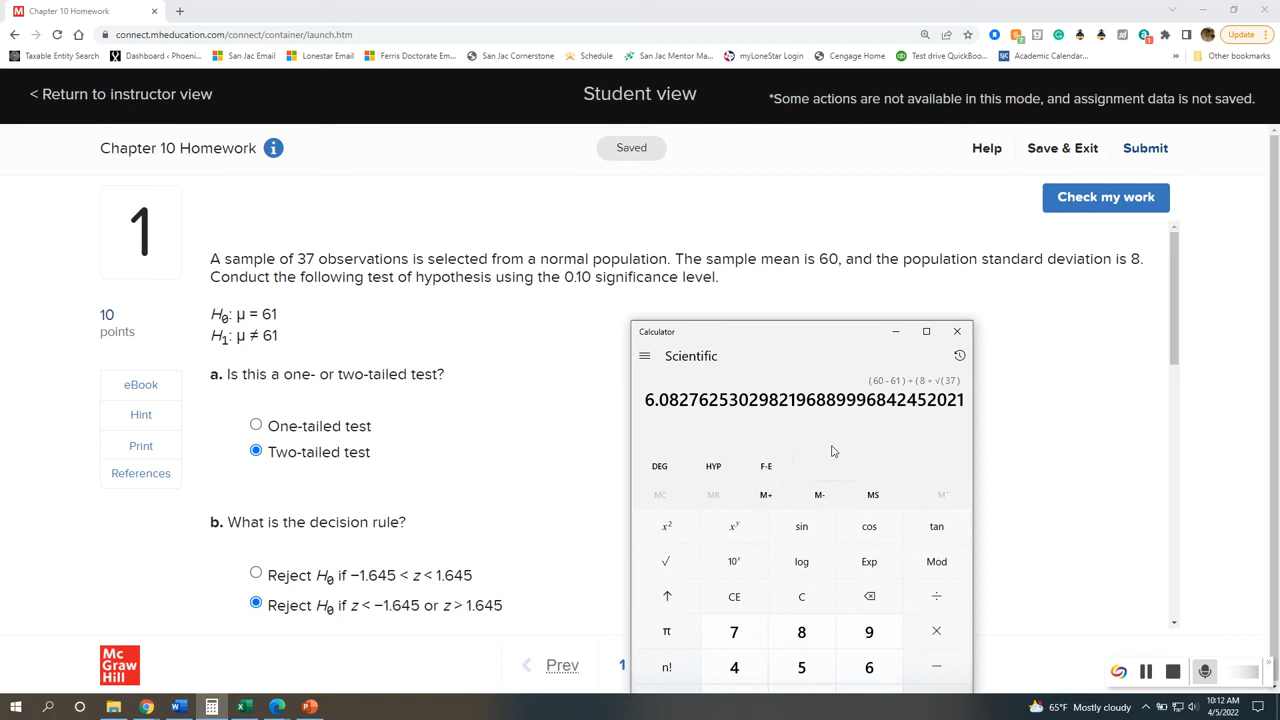 Chapter 10 Homework
connect.mheducation.com/connect/container/launch.htm
Update
Taxable Entity Search
Dashboard ‹ Phoeni...
San Jac Email
Lonestar Email
Ferris Doctorate Em...
San Jac Cornerstone
Schedule
San Jac Mentor Ma...
myLoneStar Login
Cengage Home
Test drive QuickBoo...
Academic Calendar...
»
Other bookmarks
< Return to instructor view
Student view
*Some actions are not available in this mode, and assignment data is not saved.
Chapter 10 Homework
Saved
Help
Save & Exit
Submit
1
Check my work
A sample of 37 observations is selected from a normal population. The sample mean is 60, and the population standard deviation is 8.
Conduct the following test of hypothesis using the 0.10 significance level.
10
points
H0: μ = 61
H1: μ ≠ 61
eBook
Hint
Print
References
a. Is this a one- or two-tailed test?
One-tailed test
Two-tailed test
b. What is the decision rule?
Reject H0 if −1.645 < z < 1.645
Reject H0 if z < −1.645 or z > 1.645
Calculator
Scientific
(60 - 61) ÷ (8 ÷ √(37)
6.0827625302982196889996842452021
DEG
HYP
F-E
MC
MR
M+
M-
MS
x²
xʸ
sin
cos
tan
√
10ˣ
log
Exp
Mod
↑
CE
C
÷
π
7
8
9
×
n!
4
5
6
−
Mc
Graw
Hill
Prev
1
65°F Mostly cloudy
10:12 AM
4/5/2022